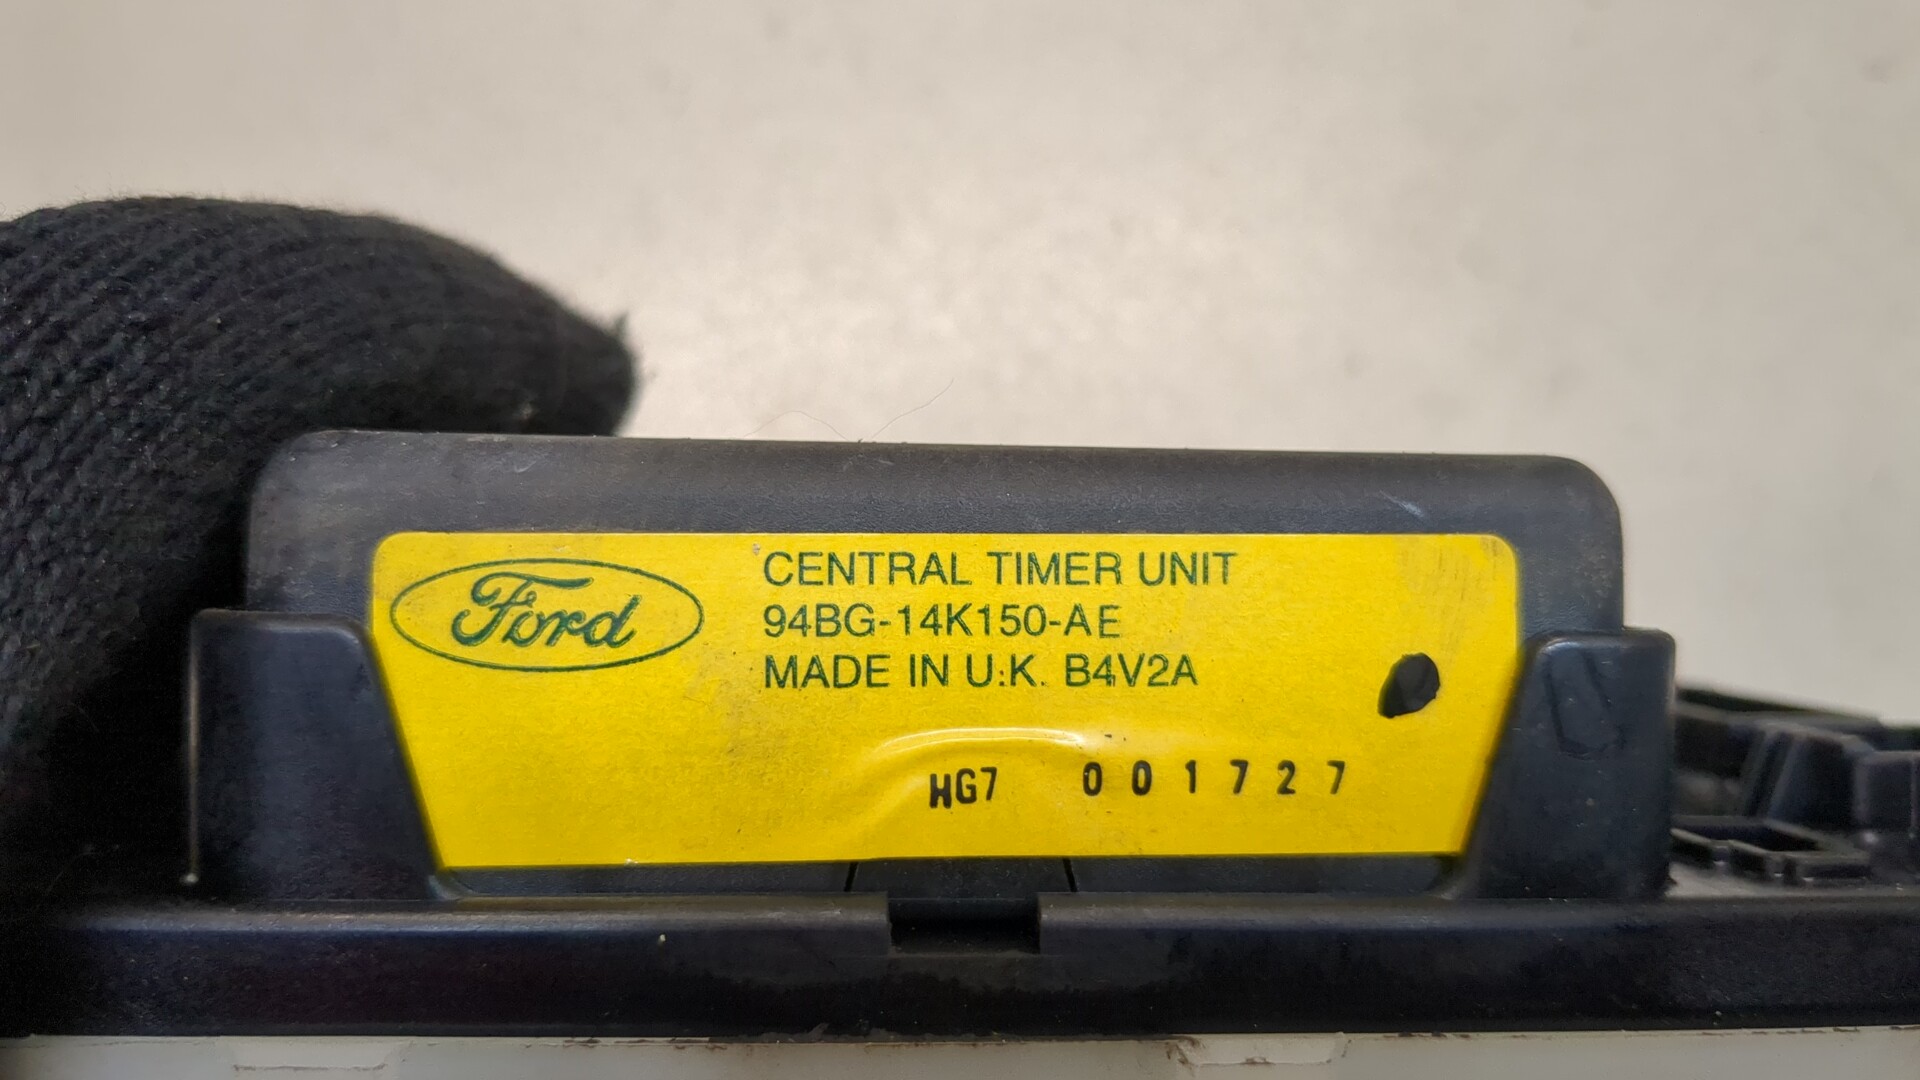 Ford
CENTRAL TIMER UNIT
94BG-14K150-AE
MADE IN U.K. B4V2A
HG7 001727